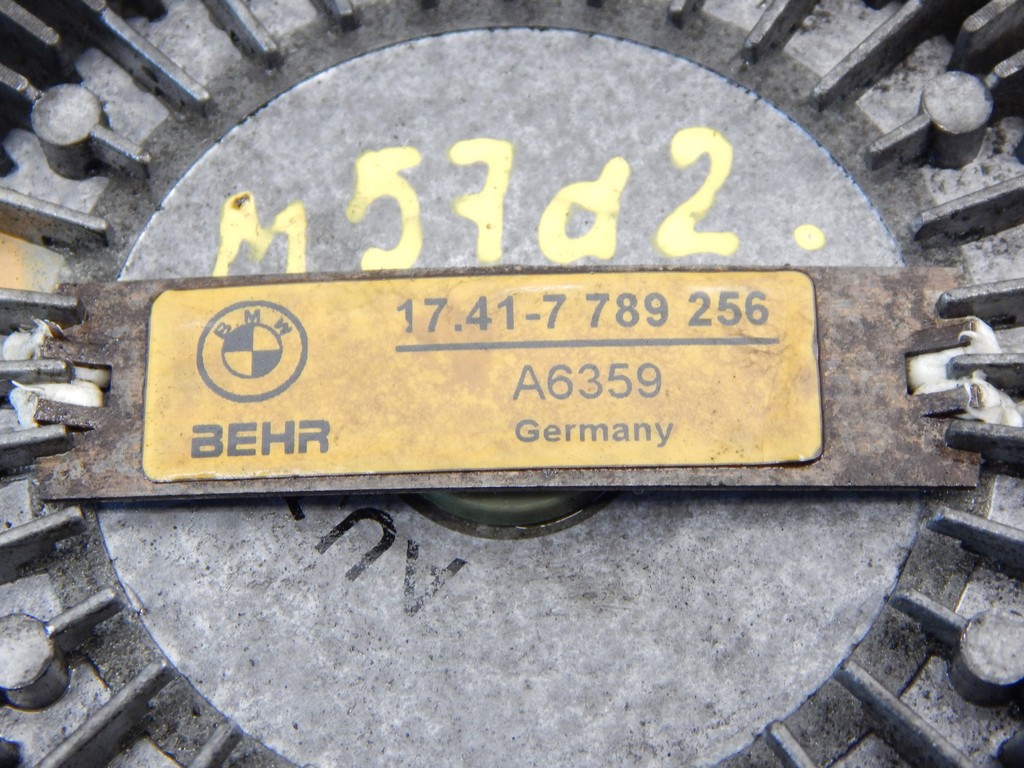 M57d2.
BMW
17.41-7 789 256
A6359
BEHR
Germany